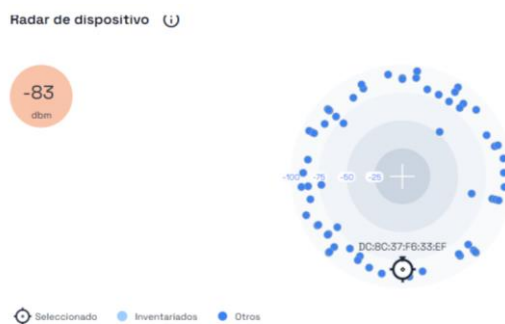 Radar de dispositivo
-83
dbm
-100 -75 -50 -25
DC:8C:37:F6:33:EF
Seleccionado Inventariados Otros